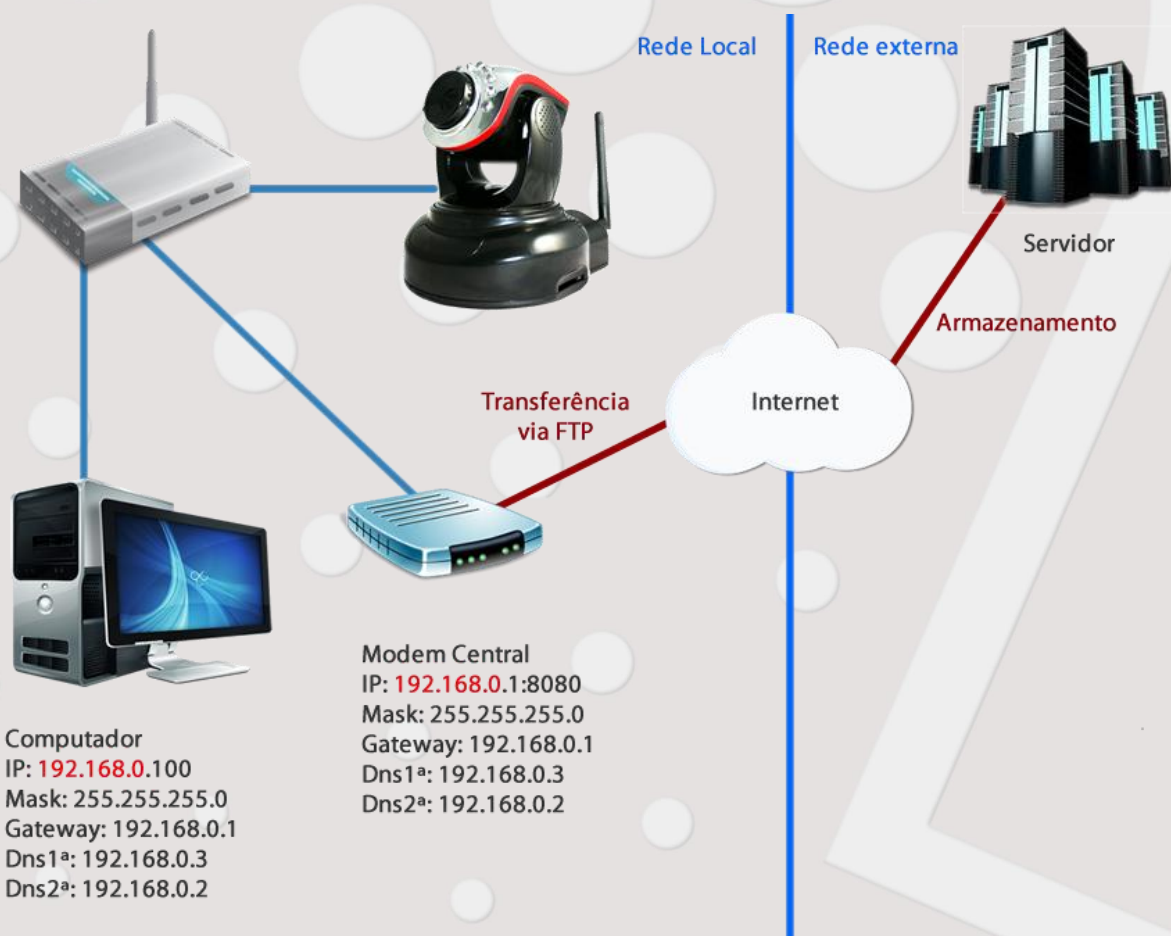 Rede Local
Rede externa
Servidor
Armazenamento
Internet
Transferência
via FTP
Modem Central
IP: 192.168.0.1:8080
Mask: 255.255.255.0
Gateway: 192.168.0.1
Dns1ª: 192.168.0.3
Dns2ª: 192.168.0.2
Computador
IP: 192.168.0.100
Mask: 255.255.255.0
Gateway: 192.168.0.1
Dns1ª: 192.168.0.3
Dns2ª: 192.168.0.2